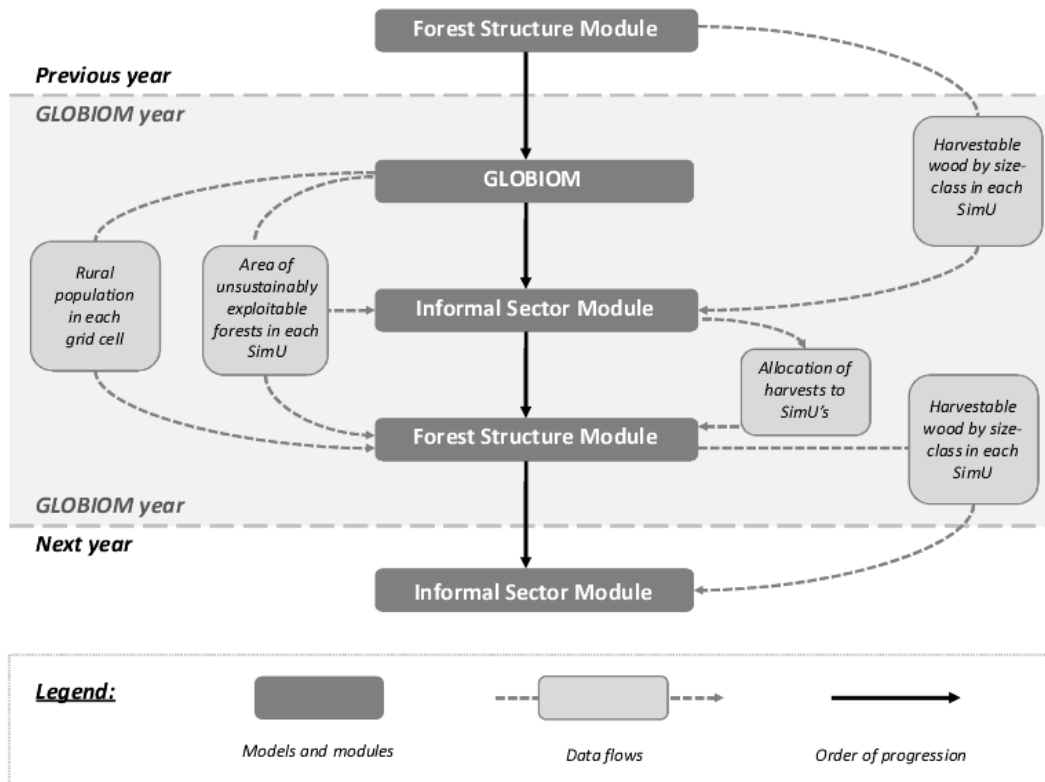 Forest Structure Module
Previous year
GLOBIOM year
Harvestable
wood by size-
class in each
SimU
GLOBIOM
Rural
population
in each
grid cell
Area of
unsustainably
exploitable
forests in each
SimU
Informal Sector Module
Allocation of
harvests to
SimU's
Harvestable
wood by size-
class in each
SimU
Forest Structure Module
GLOBIOM year
Next year
Informal Sector Module
Legend:
Models and modules
Data flows
Order of progression